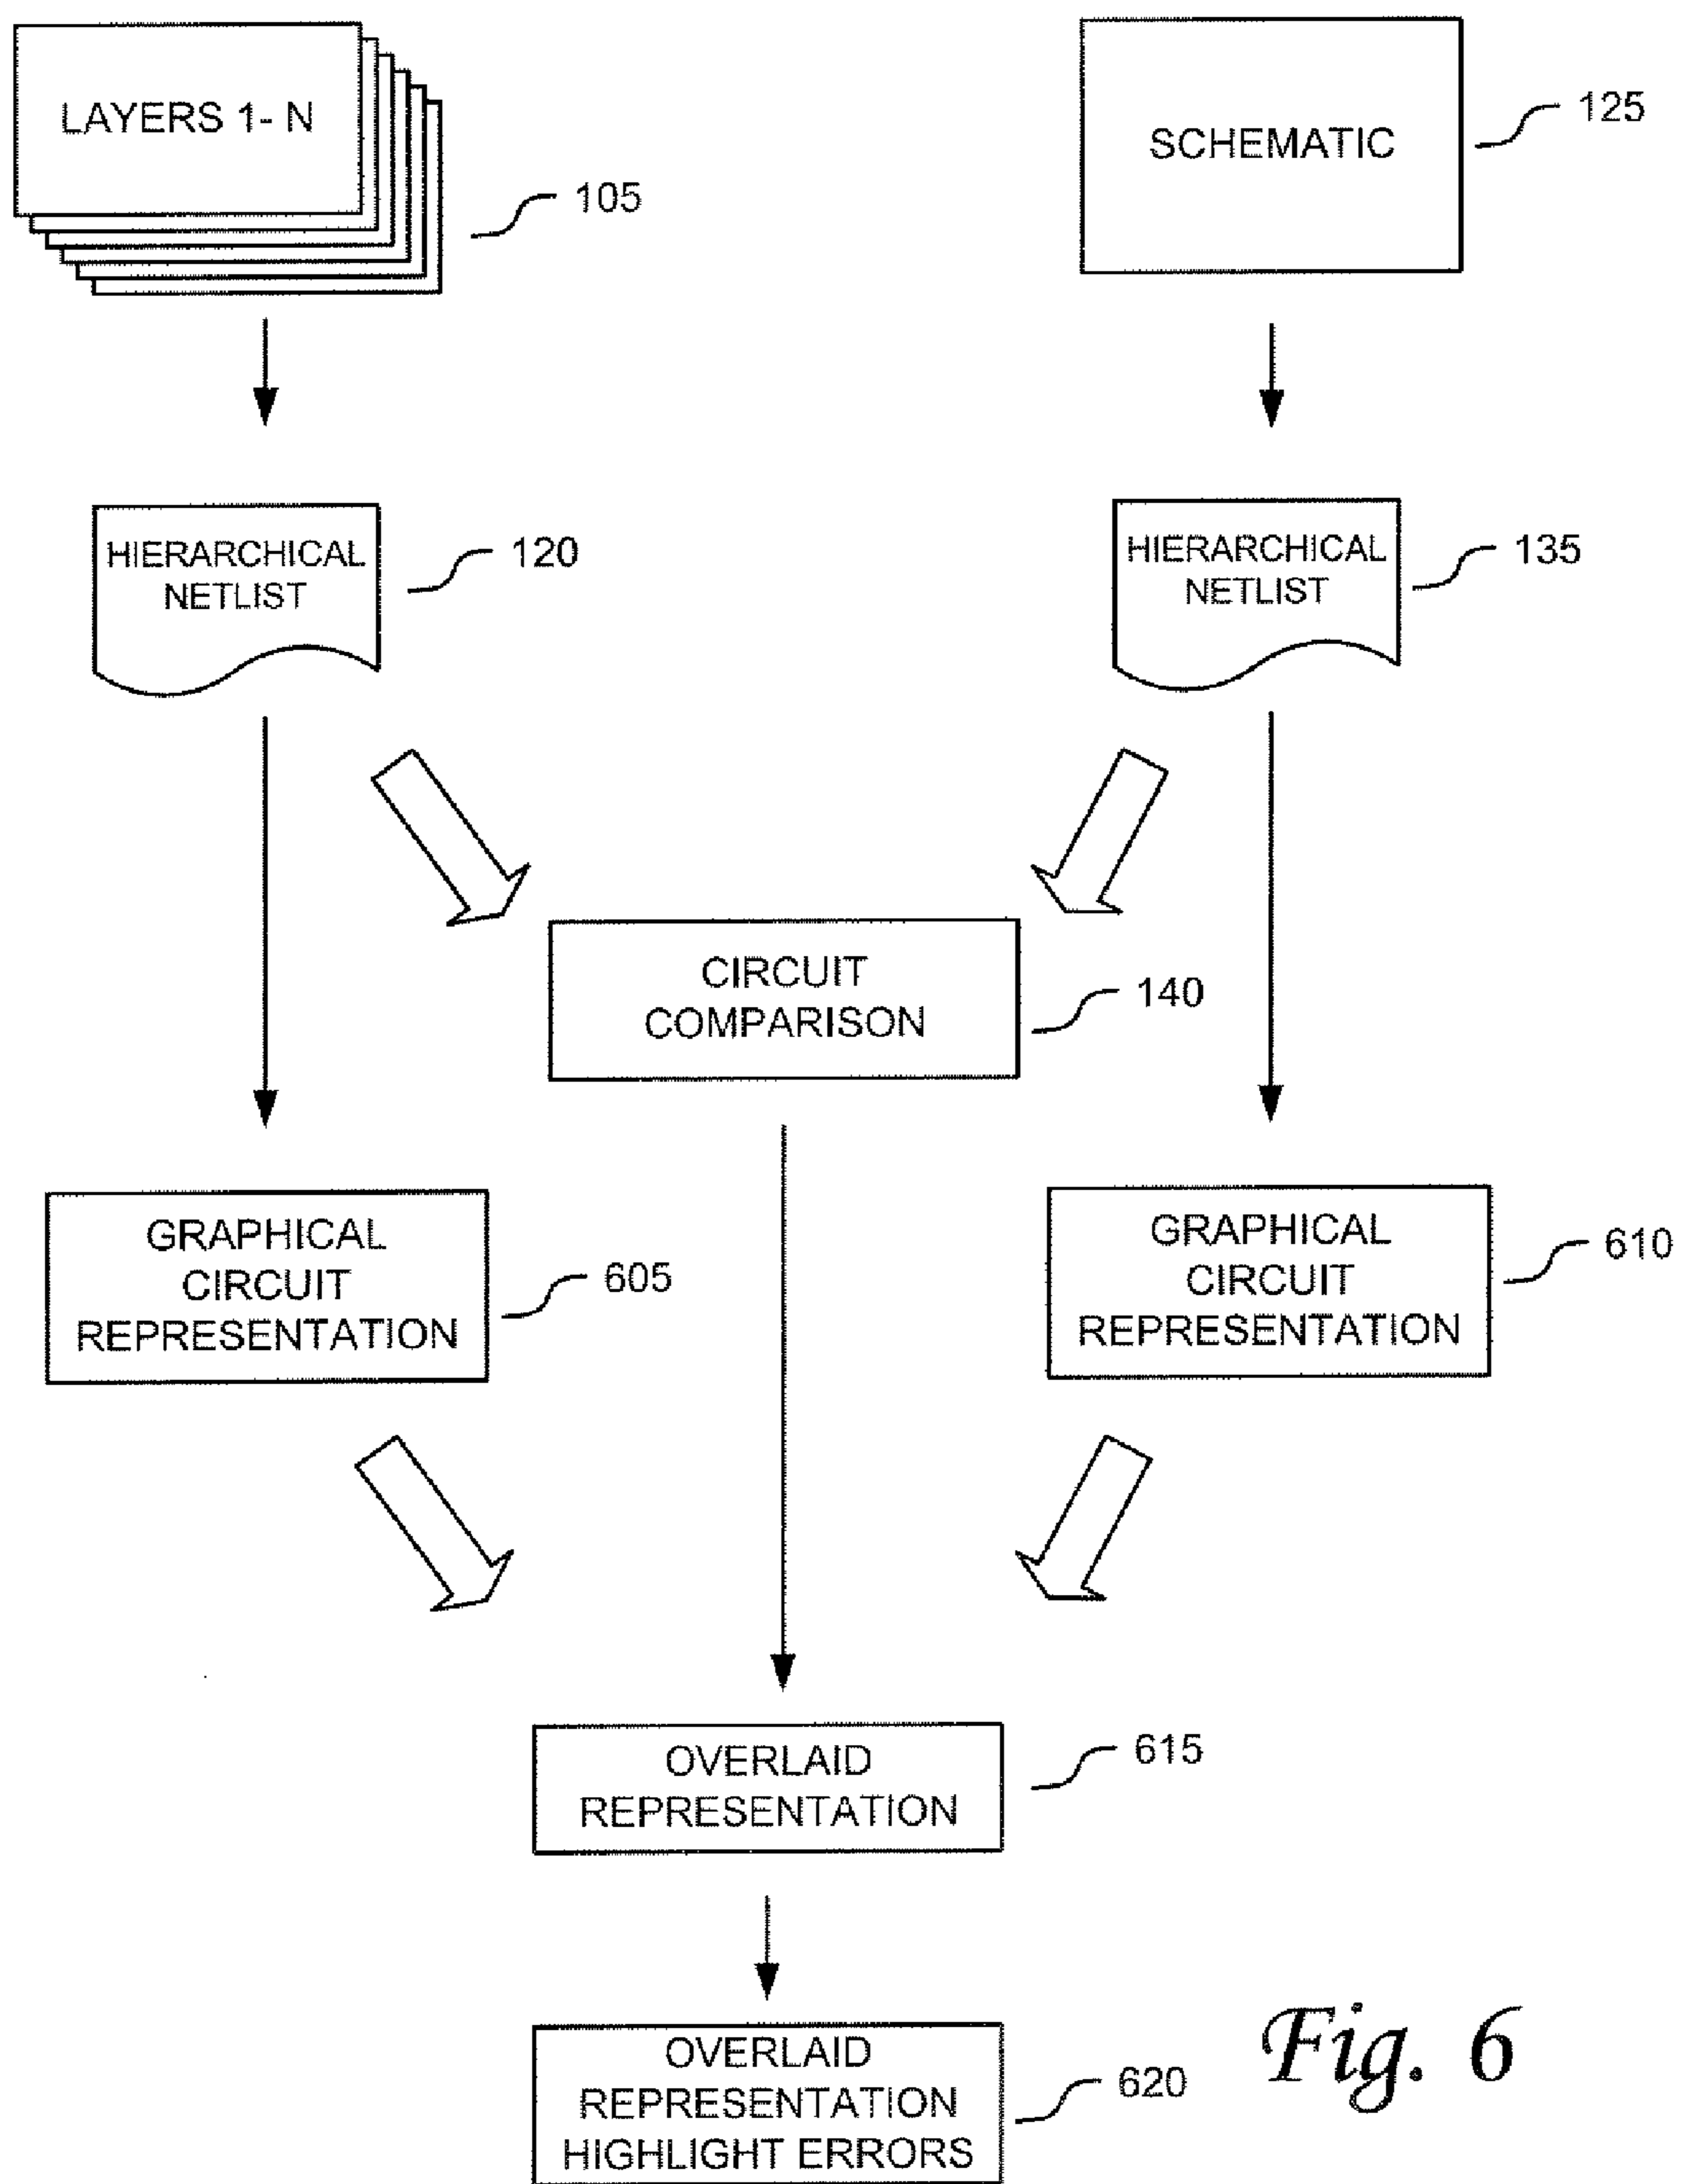 LAYERS 1- N
105
SCHEMATIC
125
HIERARCHICAL
NETLIST
120
HIERARCHICAL
NETLIST
135
CIRCUIT
COMPARISON
140
GRAPHICAL
CIRCUIT
REPRESENTATION
605
GRAPHICAL
CIRCUIT
REPRESENTATION
610
OVERLAID
REPRESENTATION
615
OVERLAID
REPRESENTATION
HIGHLIGHT ERRORS
620
Fig. 6